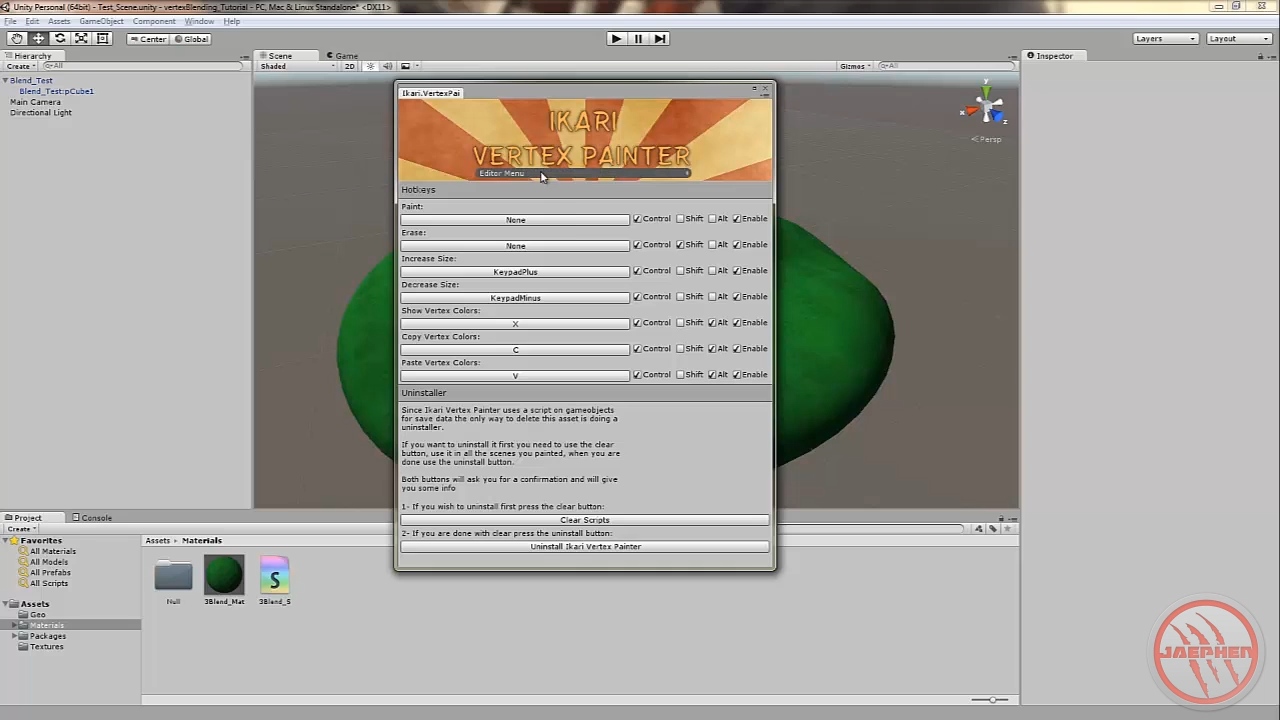 Unity Personal (64bit) - Test_Scene.unity - vertexBlending_Tutorial - PC, Mac & Linux Standalone* <DX11>
File Edit Assets GameObject Component Window Help
Center Global Layers Layout
Hierarchy Scene Game Inspector
Create All Shaded 2D Gizmos All
Blend_Test
Blend_Test:pCube1
Main Camera
Directional Light
y
x
z
Persp
Ikari.VertexPai
IKARI
VERTEX PAINTER
Editor Menu
Hotkeys
Paint:
None Control Shift Alt Enable
Erase:
None Control Shift Alt Enable
Increase Size:
KeypadPlus Control Shift Alt Enable
Decrease Size:
KeypadMinus Control Shift Alt Enable
Show Vertex Colors:
X Control Shift Alt Enable
Copy Vertex Colors:
C Control Shift Alt Enable
Paste Vertex Colors:
V Control Shift Alt Enable
Uninstaller
Since Ikari Vertex Painter uses a script on gameobjects
for save data the only way to delete this asset is doing a
uninstaller.
If you want to uninstall it first you need to use the clear
button, use it in all the scenes you painted, when you are
done use the uninstall button.
Both buttons will ask you for a confirmation and will give
you some info
1- If you wish to uninstall first press the clear button:
Clear Scripts
2- If you are done with clear press the uninstall button:
Uninstall Ikari Vertex Painter
Project Console
Create
Favorites
All Materials
All Models
All Prefabs
All Scripts
Assets
Geo
Materials
Packages
Textures
Assets Materials
S
Null 3Blend_Mat 3Blend_S
JAEPHEN